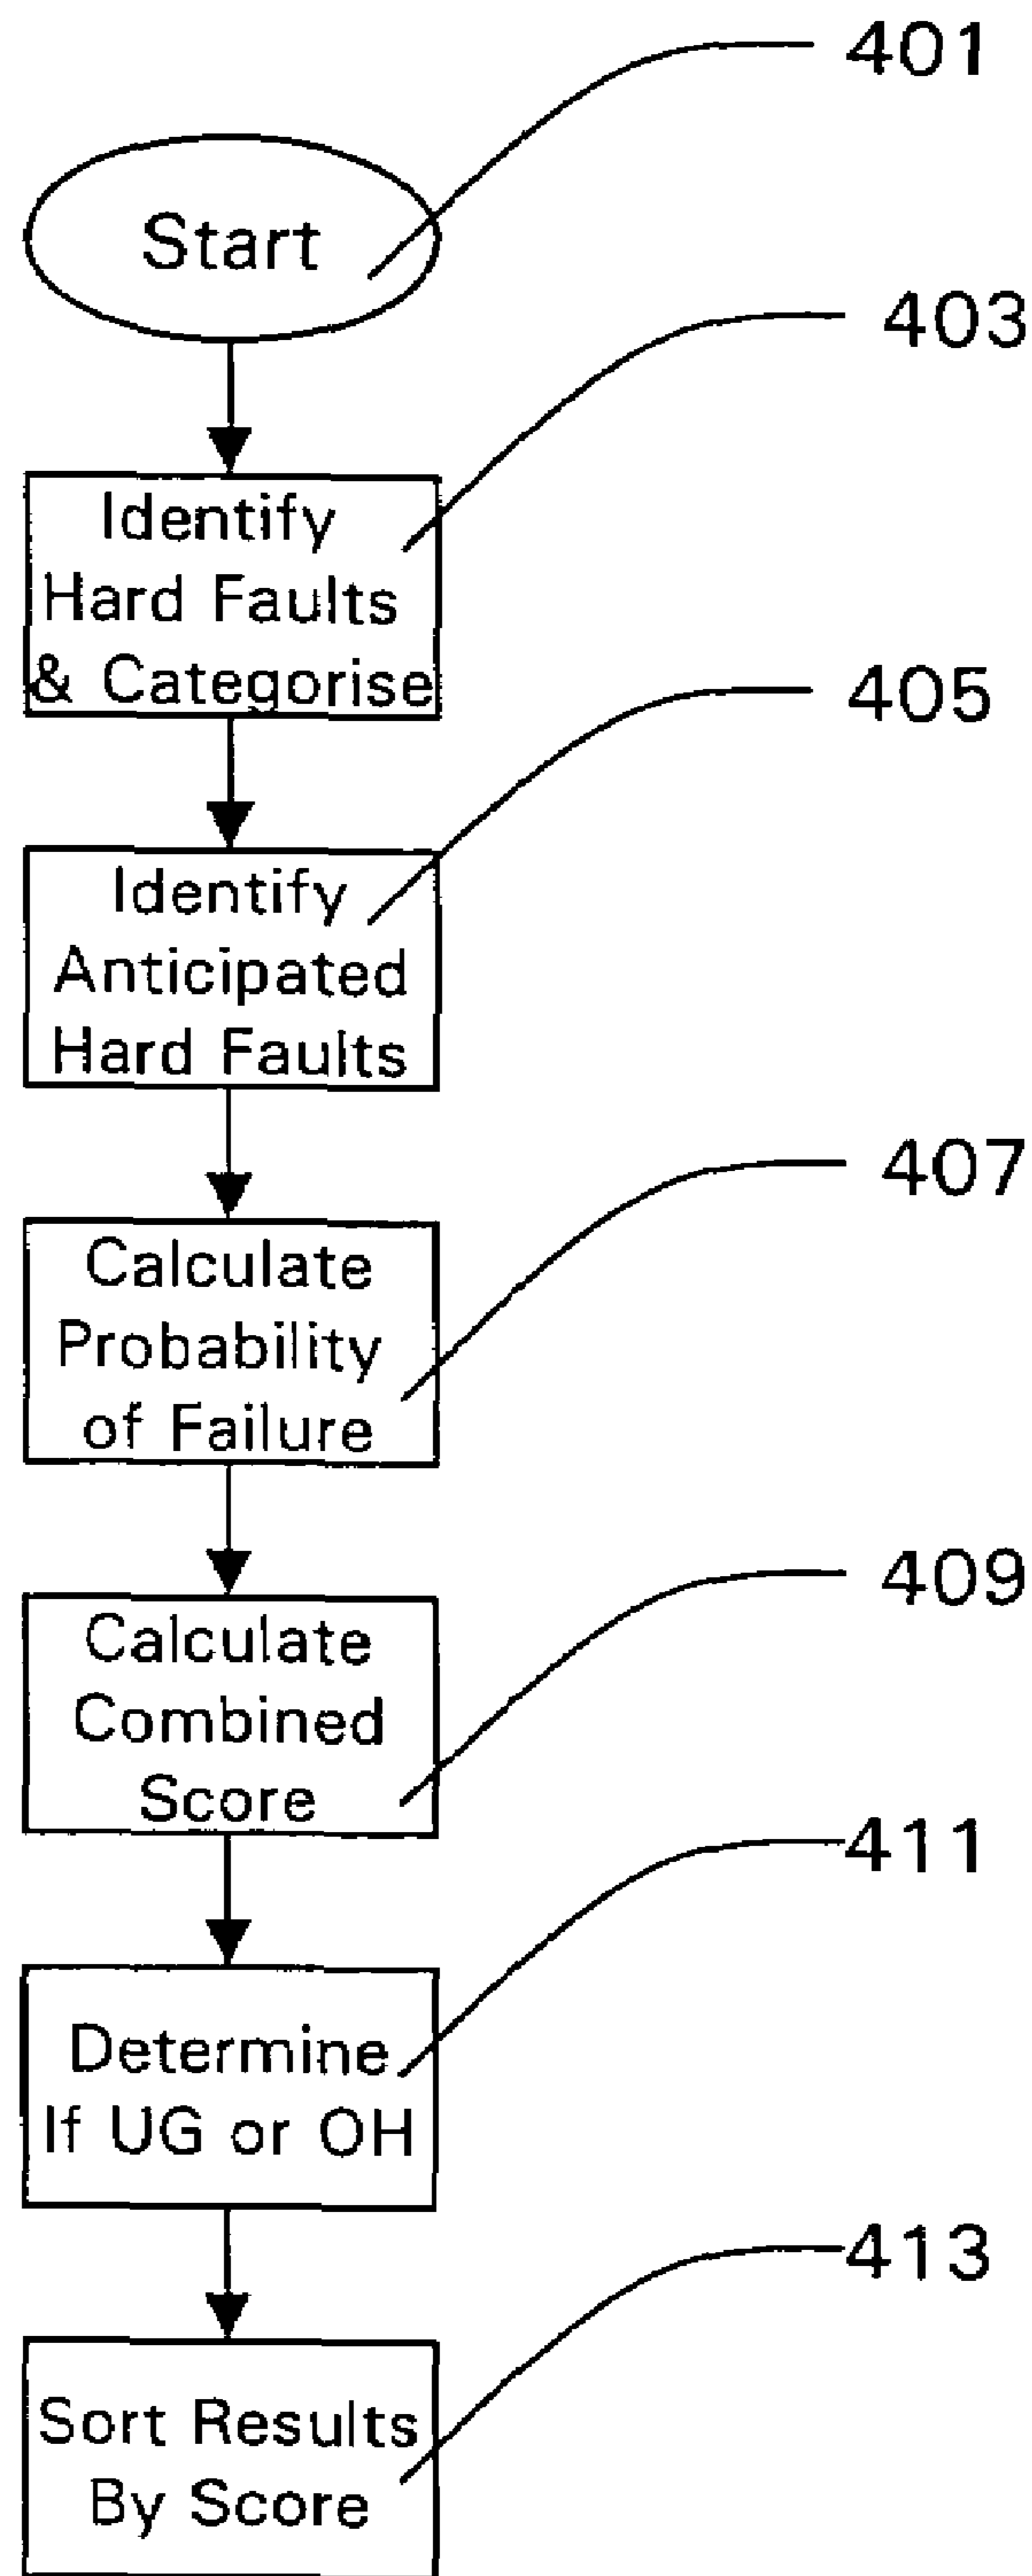 401
Start
403
Identify
Hard Faults
& Categorise
405
Identify
Anticipated
Hard Faults
407
Calculate
Probability
of Failure
409
Calculate
Combined
Score
411
Determine
If UG or OH
413
Sort Results
By Score